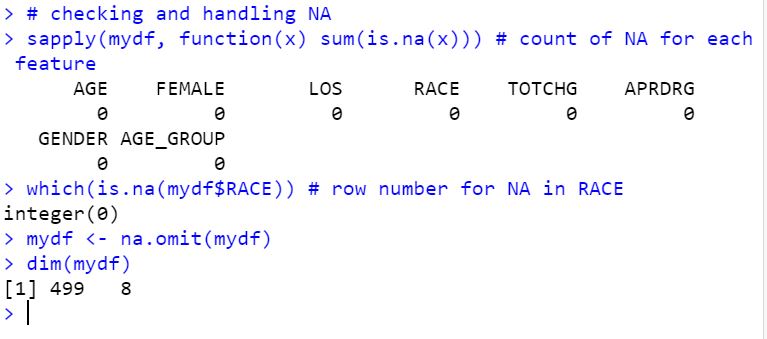 > # checking and handling NA
> sapply(mydf, function(x) sum(is.na(x))) # count of NA for each
 feature
      AGE    FEMALE       LOS      RACE    TOTCHG    APRDRG
        0         0         0         0         0         0
   GENDER AGE_GROUP
        0         0
> which(is.na(mydf$RACE)) # row number for NA in RACE
integer(0)
> mydf <- na.omit(mydf)
> dim(mydf)
[1] 499   8
>